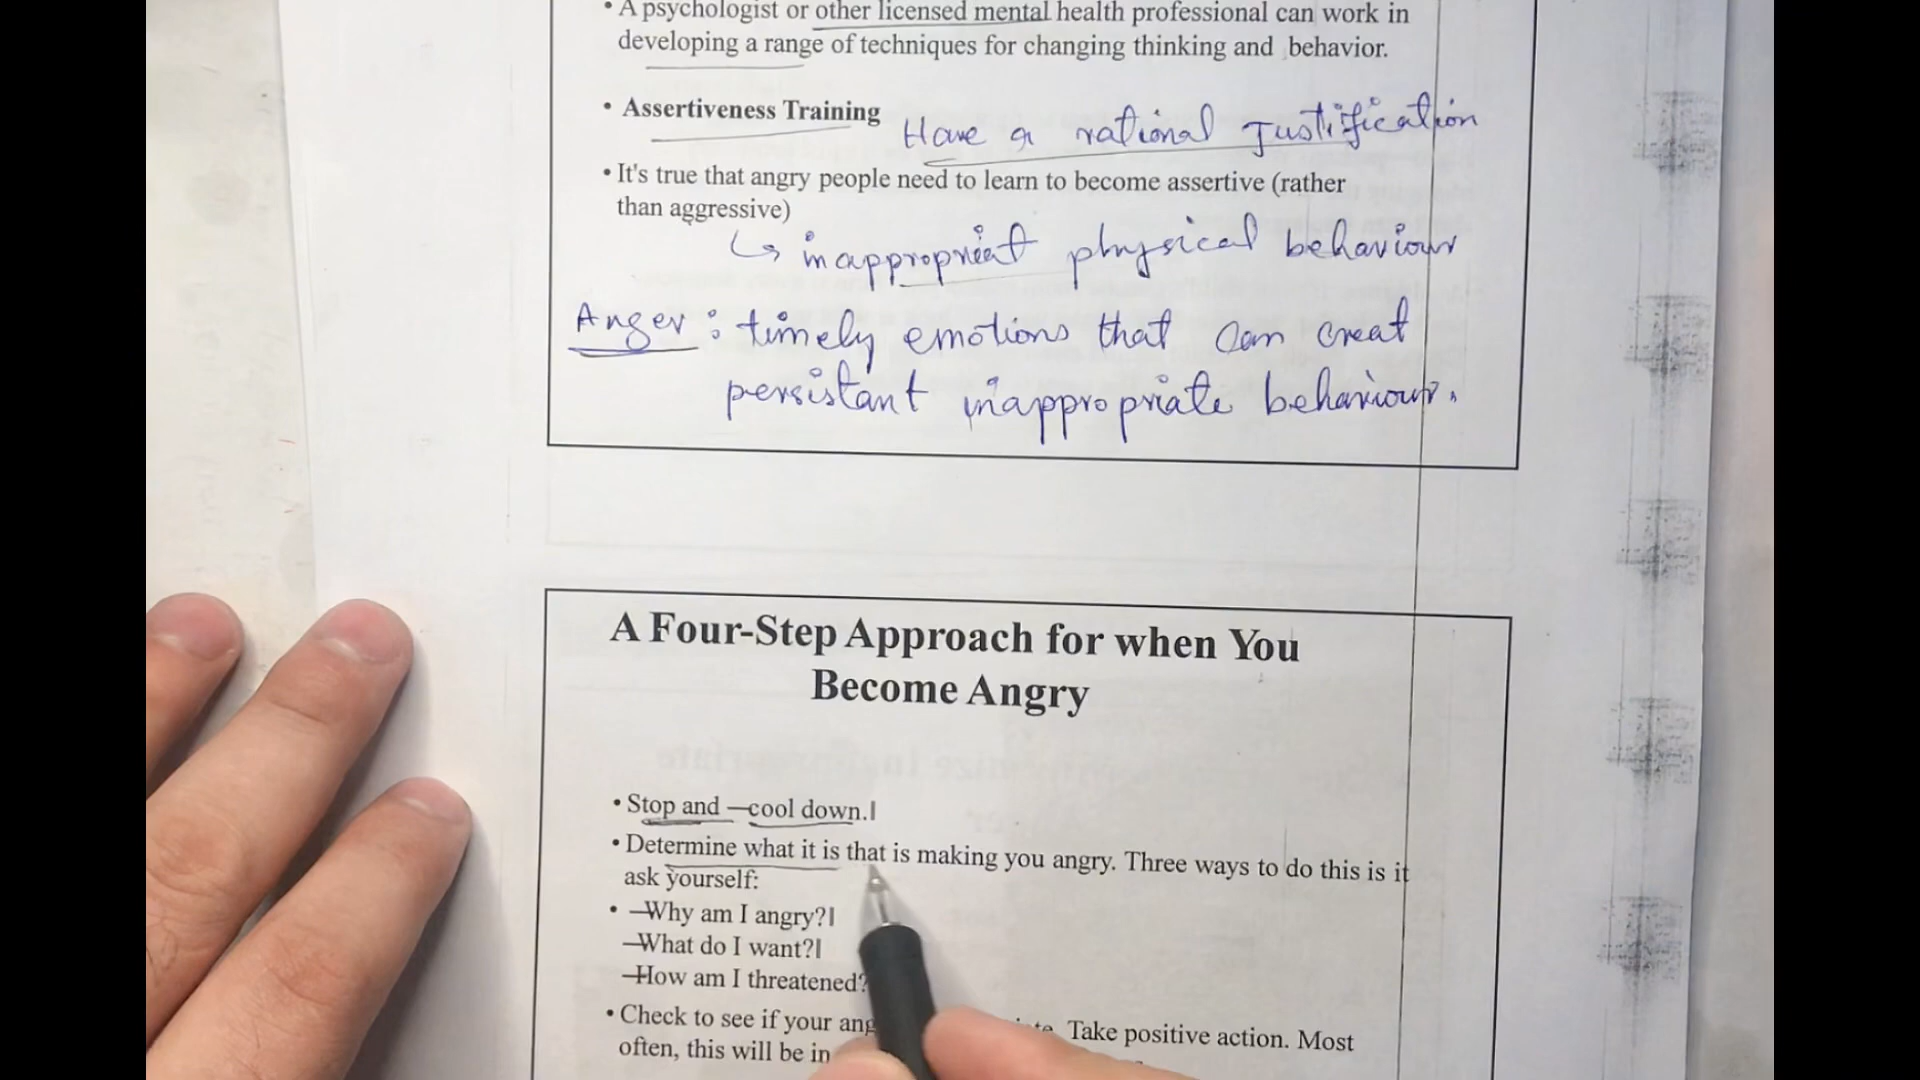 • A psychologist or other licensed mental health professional can work in
developing a range of techniques for changing thinking and behavior.
• Assertiveness Training Have a rational Justification
• It's true that angry people need to learn to become assertive (rather
than aggressive)
↳ inappropriat physical behaviour
Anger : timely emotions that can creat
persistant inappropriate behaviour.
A Four-Step Approach for when You
Become Angry
• Stop and —cool down.|
• Determine what it is that is making you angry. Three ways to do this is it
ask yourself:
• —Why am I angry?|
—What do I want?|
—How am I threatened?
• Check to see if your Take positive action. Most
often, this will be in